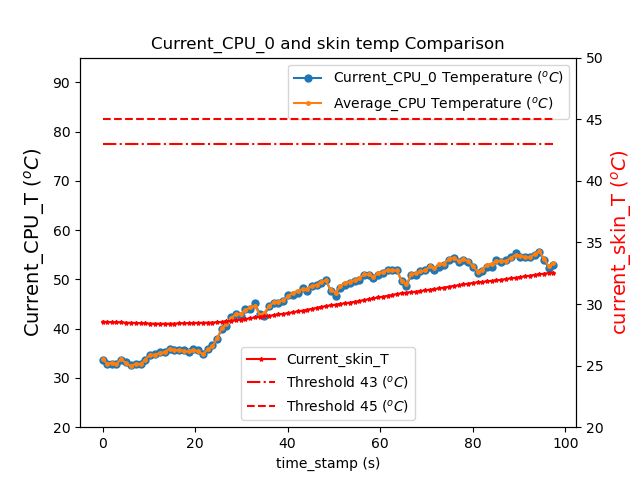 Current_CPU_0 and skin temp Comparison
Current_CPU_0 Temperature (°C)
Average_CPU Temperature (°C)
Current_CPU_T (°C)
90
80
70
60
50
40
30
20
50
45
40
35
30
25
20
current_skin_T (°C)
Current_skin_T
Threshold 43 (°C)
Threshold 45 (°C)
0
20
40
60
80
100
time_stamp (s)